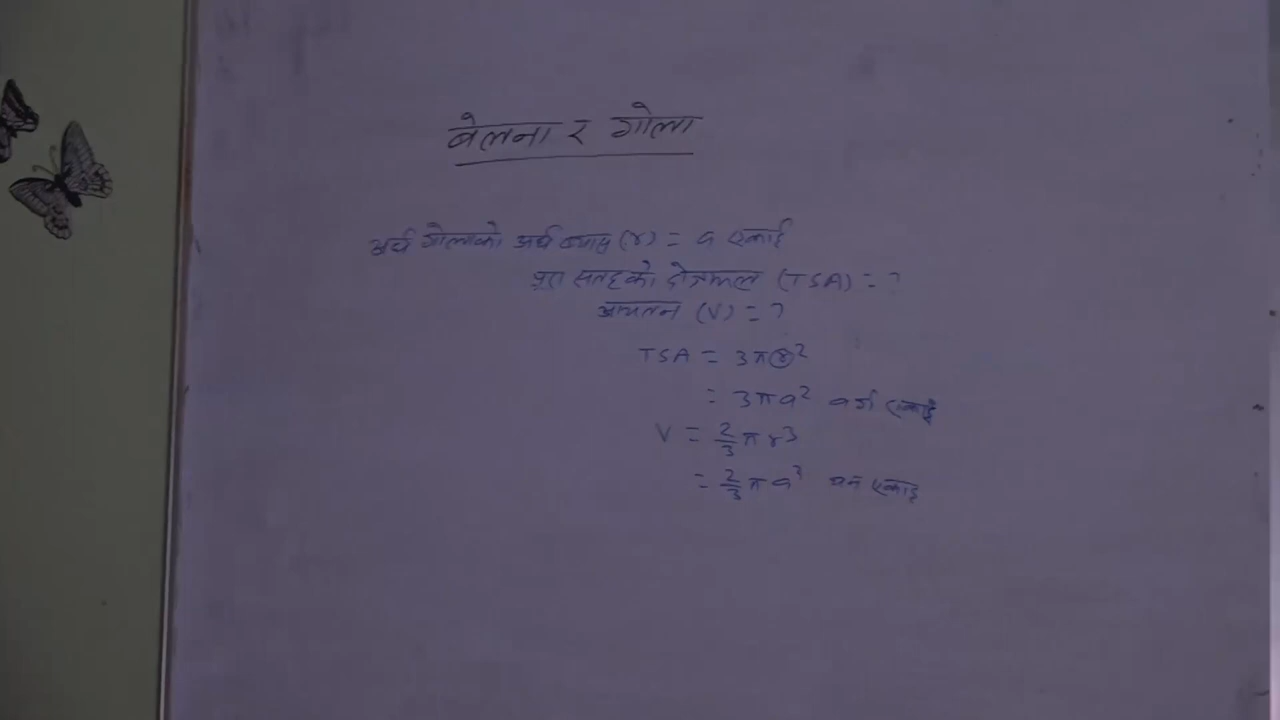 बेलना र गोला
अर्ध गोलाको अर्ध व्यास (r) = a एकाई
पुरा सतहको क्षेत्रफल (TSA) = ?
आयतन (V) = ?
TSA = 3πr²
= 3πa² वर्ग एकाई
V = 2/3 πr³
= 2/3 πa³ घन एकाई